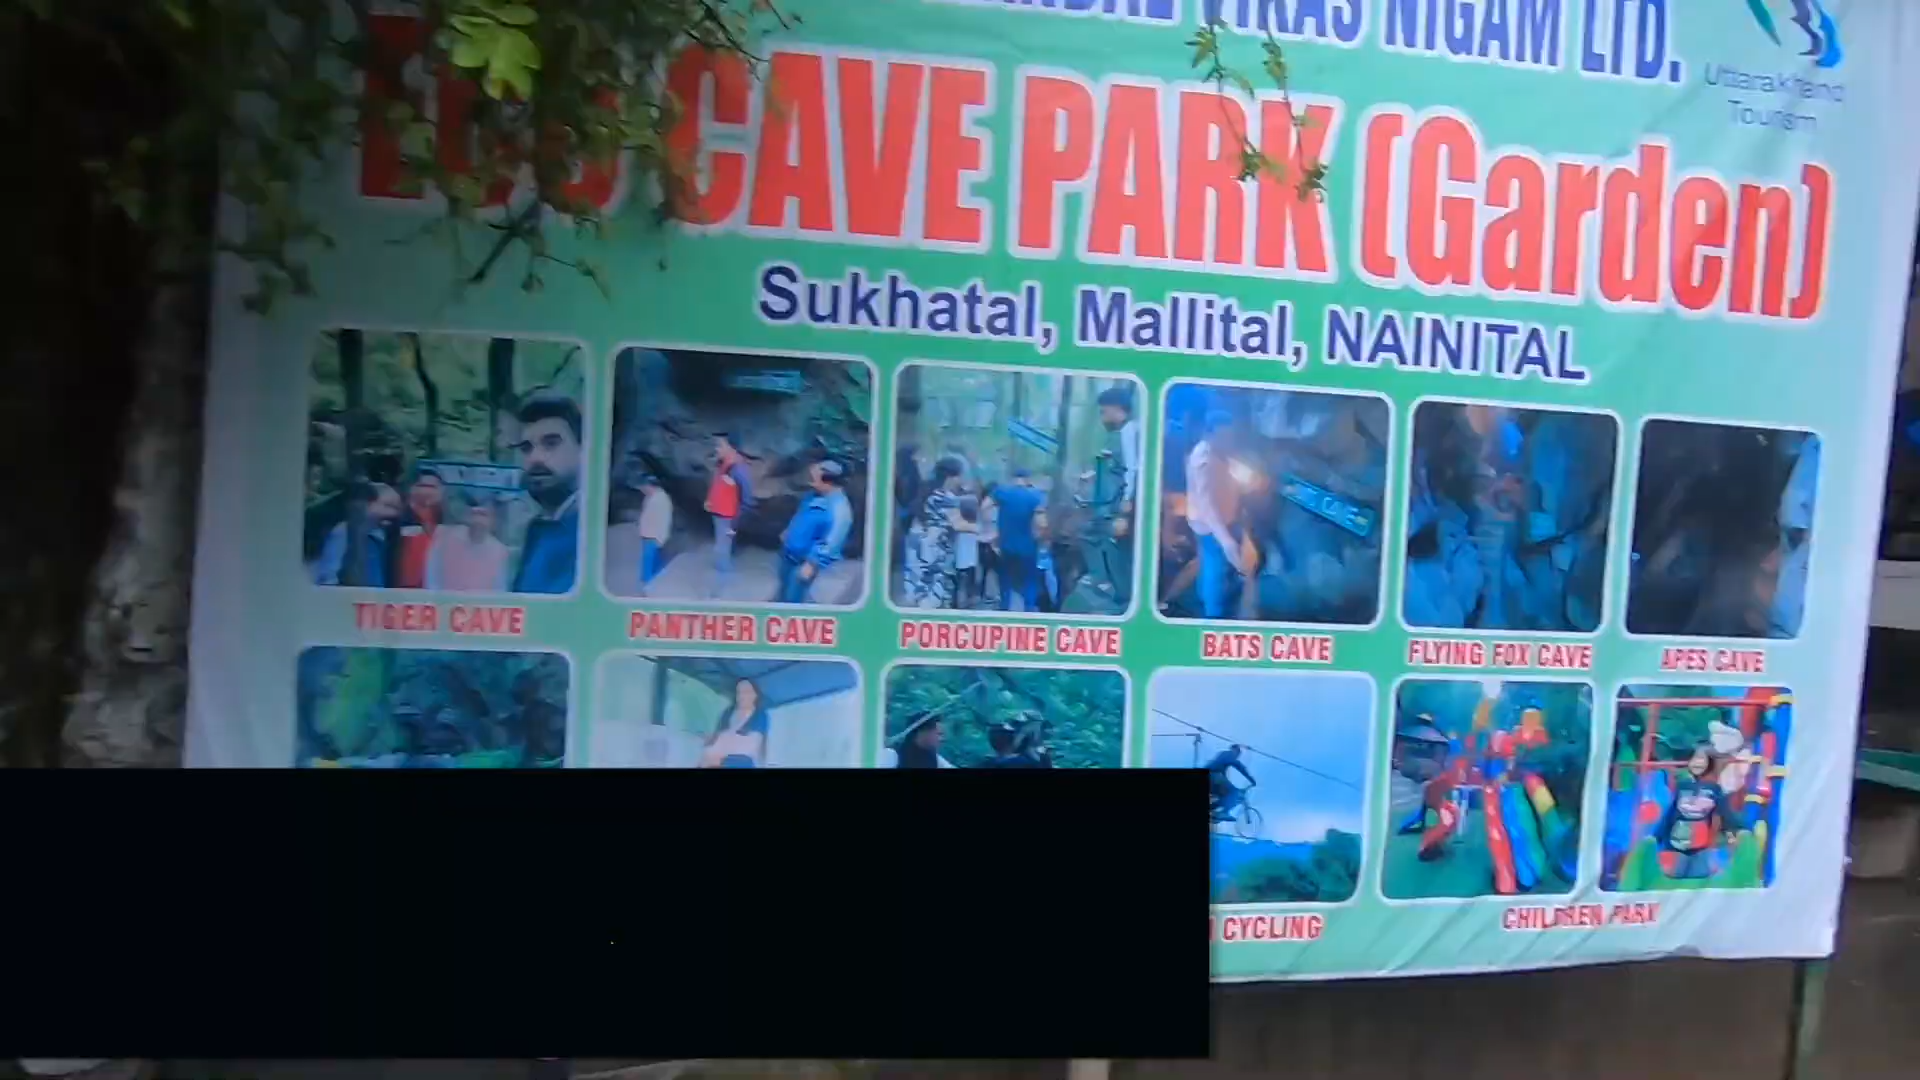 VIKAS NIGAM LTD.
Uttarakhand
Tourism
CAVE PARK (Garden)
Sukhatal, Mallital, NAINITAL
TIGER CAVE
PANTHER CAVE
PORCUPINE CAVE
BATS CAVE
FLYING FOX CAVE
APES CAVE
CYCLING
CHILDREN PARK